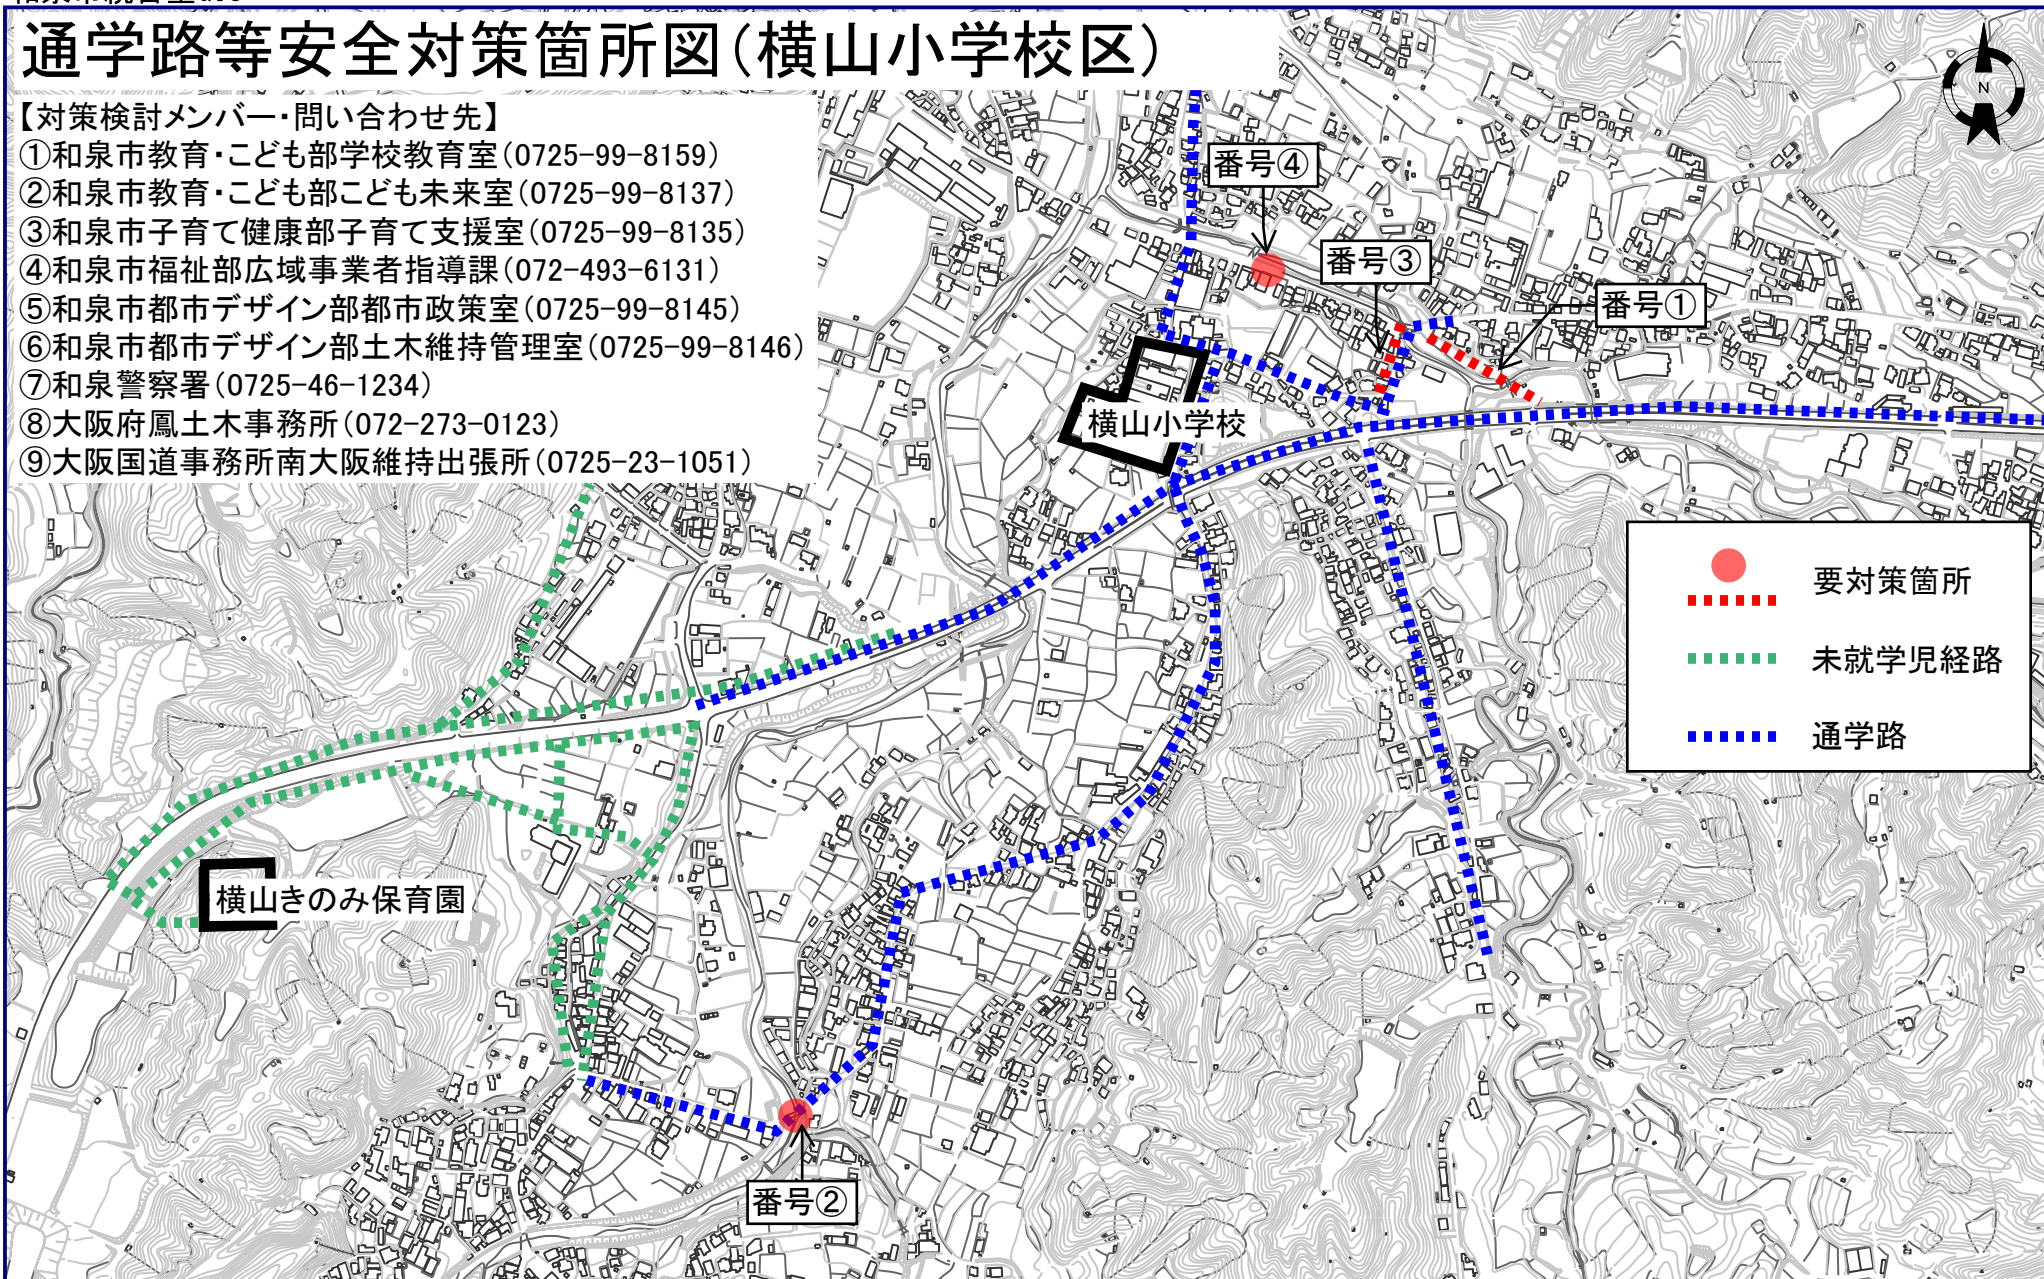 通学路等安全対策箇所図(横山小学校区)
【対策検討メンバー・問い合わせ先】
①和泉市教育・こども部学校教育室(0725-99-8159)
②和泉市教育・こども部こども未来室(0725-99-8137)
③和泉市子育て健康部子育て支援室(0725-99-8135)
④和泉市福祉部広域事業者指導課(072-493-6131)
⑤和泉市都市デザイン部都市政策室(0725-99-8145)
⑥和泉市都市デザイン部土木維持管理室(0725-99-8146)
⑦和泉警察署(0725-46-1234)
⑧大阪府鳳土木事務所(072-273-0123)
⑨大阪国道事務所南大阪維持出張所(0725-23-1051)
N
番号④
番号③
番号①
横山小学校
要対策箇所
未就学児経路
通学路
横山きのみ保育園
番号②